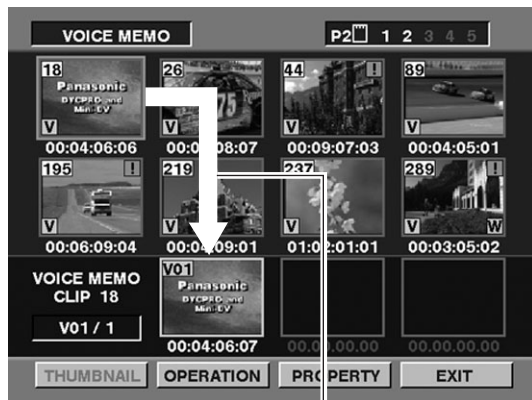 VOICE MEMO
P2 1 2 3 4 5
18 26 44 ! 89
Panasonic
DVCPRO and
Mini-DV
75
V V V V
00:04:06:06 00:0 :08:07 00:09:07:03 00:04:05:01
195 ! 219 237 289 !
V V V V W
00:06:09:04 00:04:09:01 01:02:01:01 00:03:05:02
VOICE MEMO
CLIP 18
V01 / 1
V01
Panasonic
DVCPRO and
Mini-DV
00:04:06:07 00.00.00.00 00.00.00.00
THUMBNAIL OPERATION PROPERTY EXIT